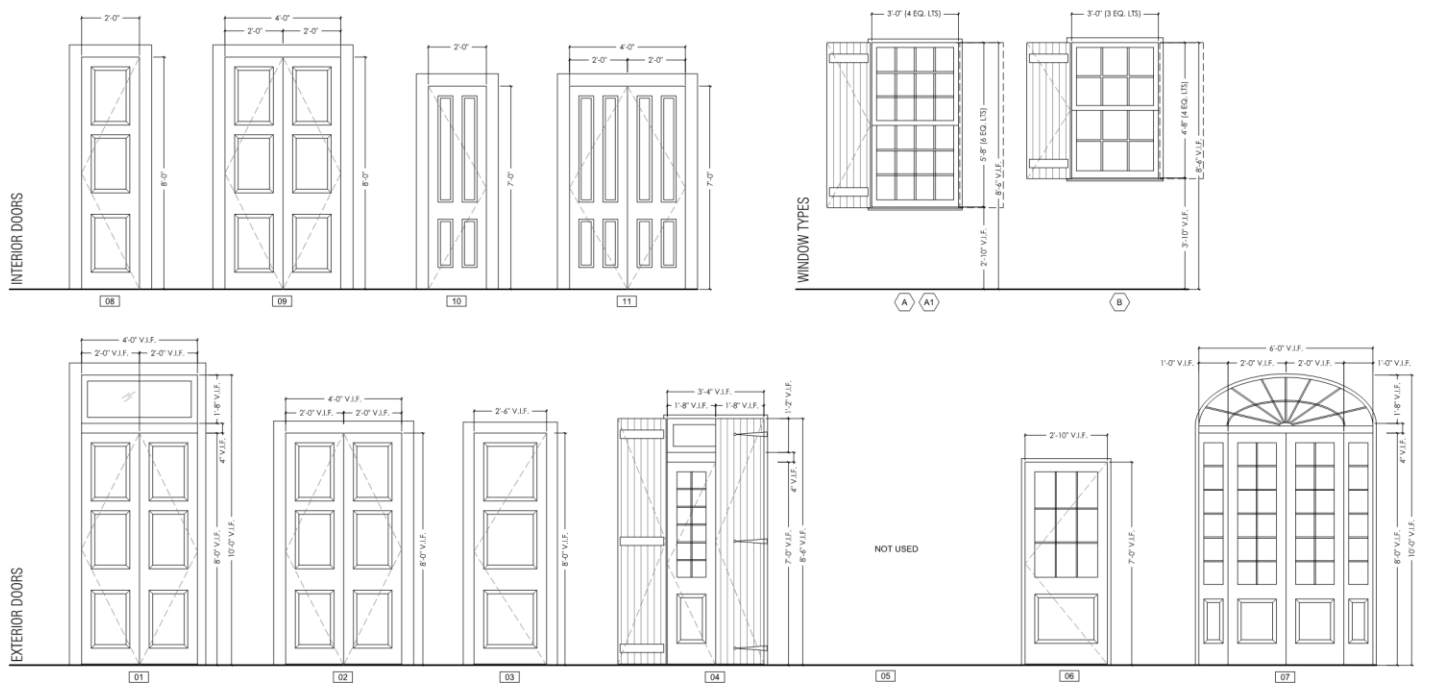 INTERIOR DOORS
2'-0"
8'-0"
08
4'-0"
2'-0" 2'-0"
8'-0"
09
2'-0"
7'-0"
10
4'-0"
2'-0" 2'-0"
7'-0"
11
WINDOW TYPES
3'-0" (4 EQ. LTS)
5'-8" (6 EQ. LTS)
8'-6" V.I.F.
2'-10" V.I.F.
A A1
3'-0" (3 EQ. LTS)
4'-8" (4 EQ. LTS)
8'-6" V.I.F.
3'-10" V.I.F.
B
EXTERIOR DOORS
4'-0" V.I.F.
2'-0" V.I.F. 2'-0" V.I.F.
1'-8" V.I.F.
4" V.I.F.
8'-0" V.I.F.
10'-0" V.I.F.
01
4'-0" V.I.F.
2'-0" V.I.F. 2'-0" V.I.F.
8'-0" V.I.F.
02
2'-6" V.I.F.
8'-0" V.I.F.
03
3'-4" V.I.F.
1'-8" V.I.F. 1'-8" V.I.F.
1'-2" V.I.F.
4" V.I.F.
7'-0" V.I.F.
8'-6" V.I.F.
04
NOT USED
05
2'-10" V.I.F.
7'-0" V.I.F.
06
6'-0" V.I.F.
1'-0" V.I.F. 2'-0" V.I.F. 2'-0" V.I.F. 1'-0" V.I.F.
1'-8" V.I.F.
4" V.I.F.
8'-0" V.I.F.
10'-0" V.I.F.
07